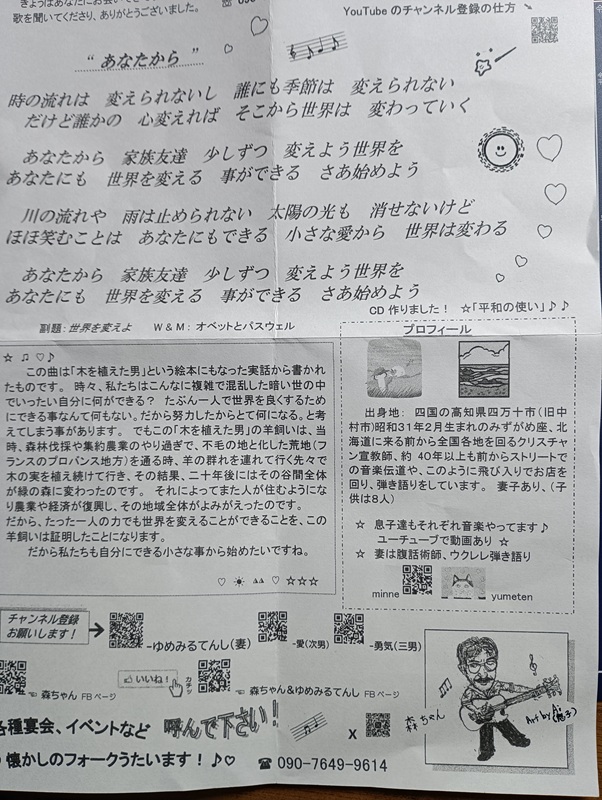 歌を聞いてくださり、ありがとうございました。
YouTube のチャンネル登録の仕方
“ あなたから ”
時の流れは 変えられないし 誰にも季節は 変えられない
だけど誰かの 心変えれば そこから世界は 変わっていく
あなたから 家族友達 少しずつ 変えよう世界を
あなたにも 世界を変える 事ができる さあ始めよう
川の流れや 雨は止められない 太陽の光も 消せないけど
ほほ笑むことは あなたにもできる 小さな愛から 世界は変わる
あなたから 家族友達 少しずつ 変えよう世界を
あなたにも 世界を変える 事ができる さあ始めよう
CD 作りました！ ☆「平和の使い」♪♪
副題：世界を変えよ W＆M：オベットとパスウェル
☆ ♫ ♡♪
この曲は「木を植えた男」という絵本にもなった実話から書かれ
たものです。 時々、私たちはこんなに複雑で混乱した暗い世の中
でいったい自分に何ができる？ たぶん一人で世界を良くするため
にできる事なんて何もない。だから努力したからとて何になる。と考
えてしまう事があります。 でもこの「木を植えた男」の羊飼いは、当
時、森林伐採や集約農業のやり過ぎで、不毛の地と化した荒地（フ
ランスのプロバンス地方）を通る時、羊の群れを連れて行く先々で
木の実を植え続けて行き、その結果、二十年後にはその谷間全体
が緑の森に変わったのです。 それによってまた人が住むようにな
り農業や経済が復興し、その地域全体がよみがえったのです。
だから、たった一人の力でも世界を変えることができることを、この
羊飼いは証明したことになります。
だから私たちも自分にできる小さな事から始めたいですね。
♡ ☀ ♡ ☆☆☆
プロフィール
出身地： 四国の高知県四万十市（旧中
村市）昭和31年2月生まれのみずがめ座、北
海道に来る前から全国各地を回るクリスチャ
ン宣教師、約 40年以上も前からストリートで
の音楽伝道や、このように飛び入りでお店を
回り、弾き語りをしています。 妻子あり、（子
供は8人）
☆ 息子達もそれぞれ音楽やってます♪
ユーチューブで動画あり ☆
☆ 妻は腹話術師、ウクレレ弾き語り
minne
yumeten
チャンネル登録
お願いします！
-ゆめみるてんし（妻）
-愛（次男）
-勇気（三男）
森ちゃん FBページ
いいね！
カチッ
森ちゃん＆ゆめみるてんし FBページ
各種宴会、イベントなど 呼んで下さい！
X
懐かしのフォークうたいます！♪♡ ☎ 090-7649-9614
森ちゃん
Art by